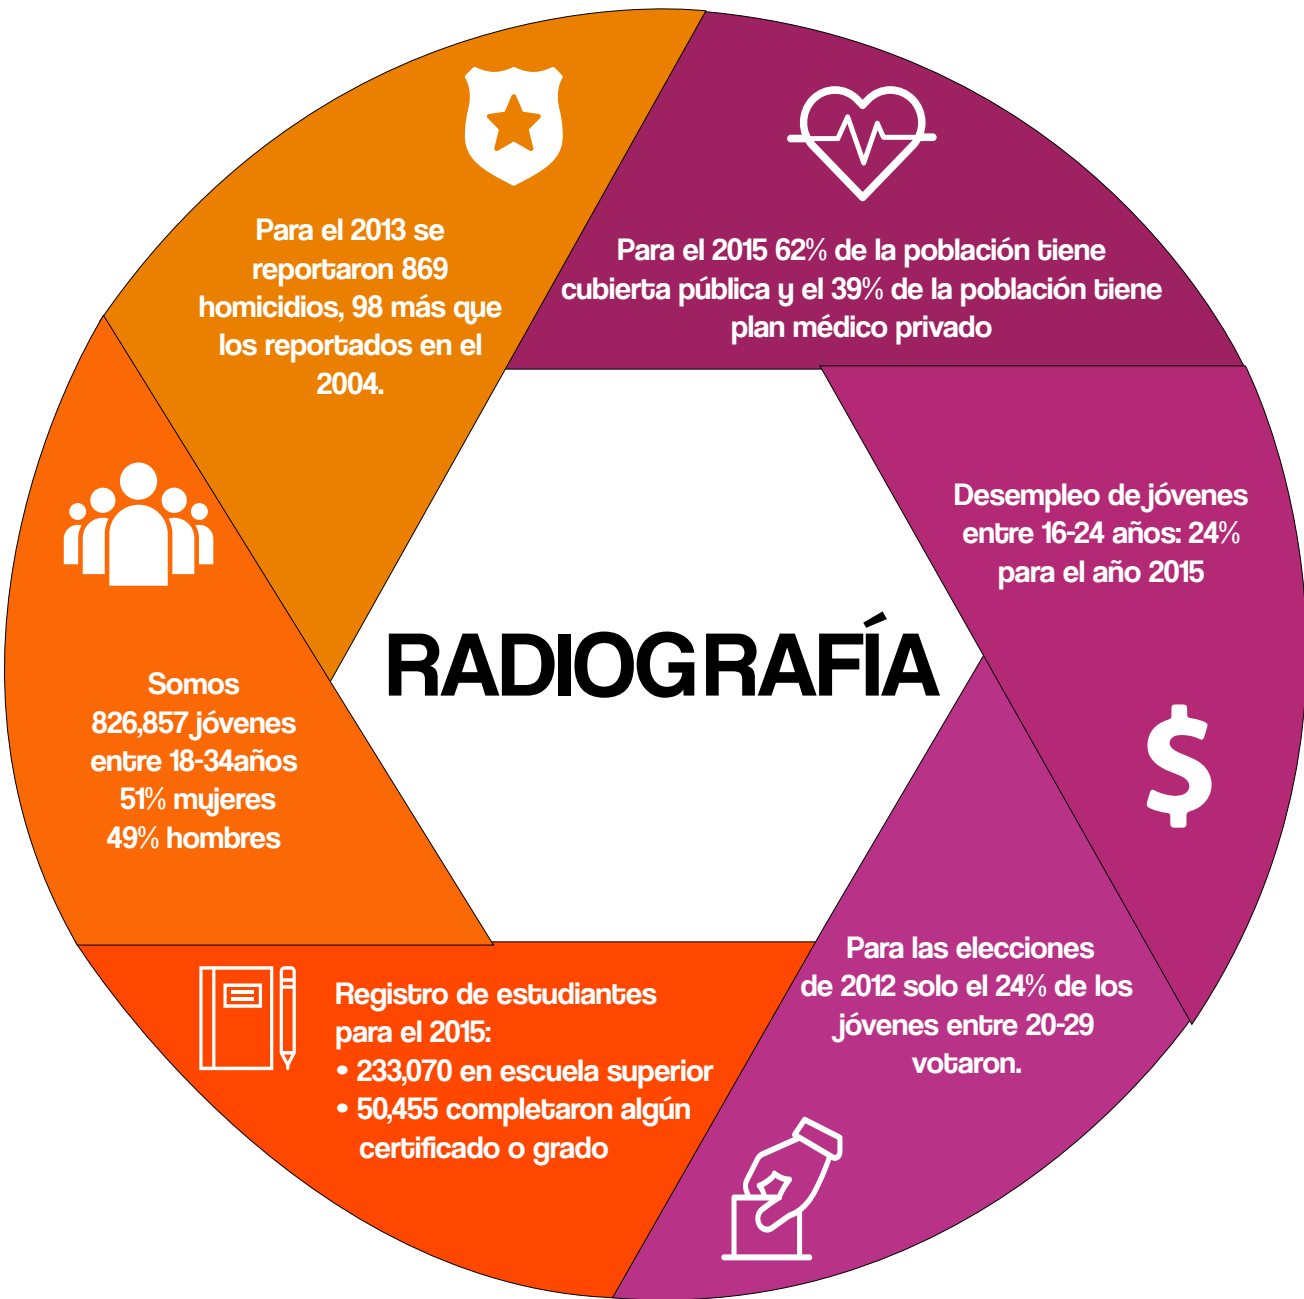 Para el 2013 se
reportaron 869
homicidios, 98 más que
los reportados en el
2004.
Para el 2015 62% de la población tiene
cubierta pública y el 39% de la población tiene
plan médico privado
Desempleo de jóvenes
entre 16-24 años: 24%
para el año 2015
RADIOGRAFÍA
Somos
826,857 jóvenes
entre 18-34años
51% mujeres
49% hombres
Para las elecciones
de 2012 solo el 24% de los
jóvenes entre 20-29
votaron.
Registro de estudiantes
para el 2015:
• 233,070 en escuela superior
• 50,455 completaron algún
certificado o grado